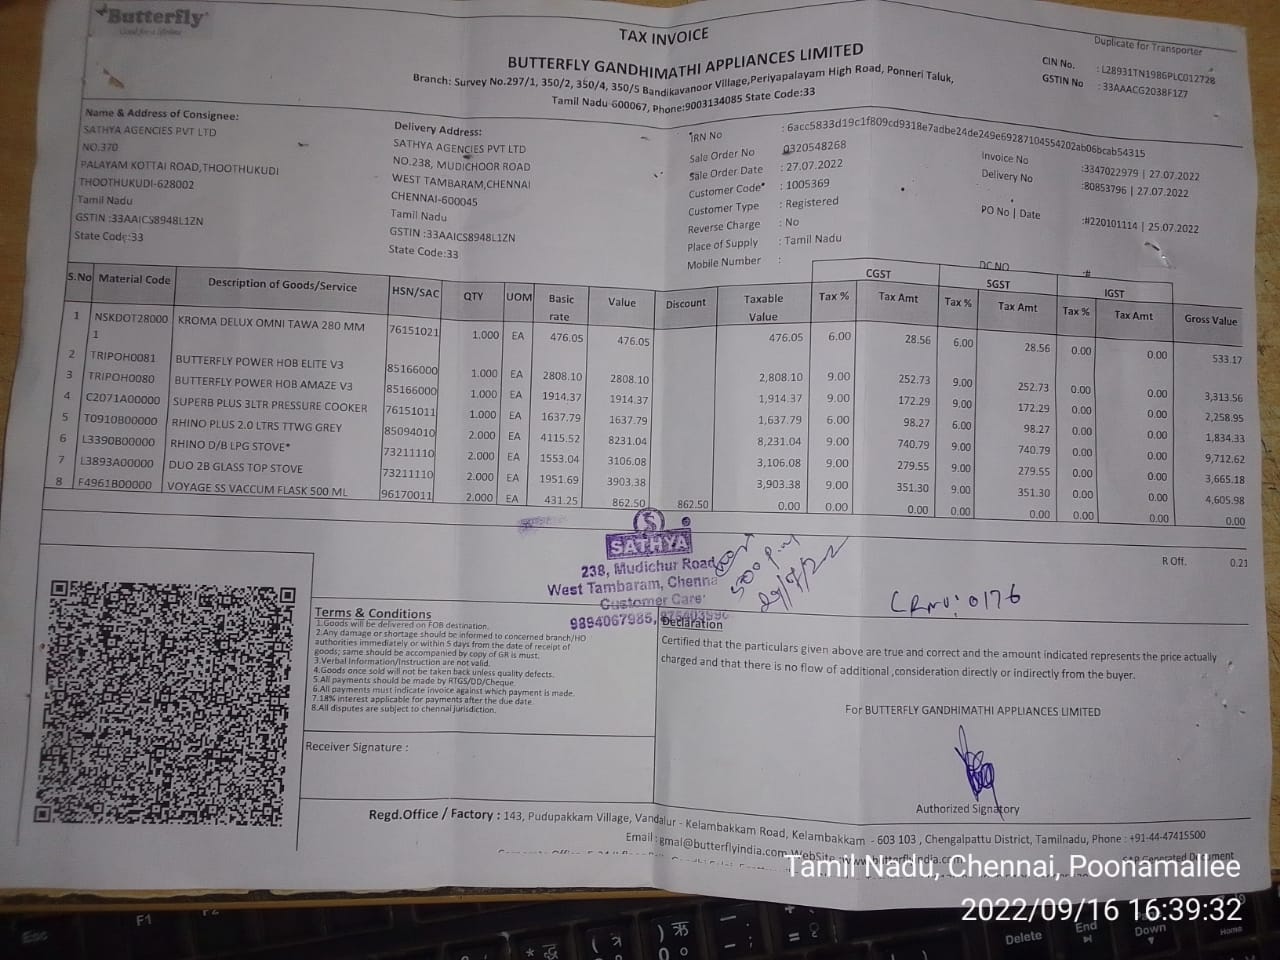 Butterfly
TAX INVOICE
Duplicate for Transporter
BUTTERFLY GANDHIMATHI APPLIANCES LIMITED
Branch: Survey No.297/1, 350/2, 350/4, 350/5 Bandikavanoor Village,Periyapalayam High Road, Ponneri Taluk,
Tamil Nadu-600067, Phone:9003134085 State Code:33
CIN No. : L28931TN1986PLC012728
GSTIN No : 33AAACG2038F1Z7
Name & Address of Consignee:
SATHYA AGENCIES PVT LTD
NO.370
PALAYAM KOTTAI ROAD,THOOTHUKUDI
THOOTHUKUDI-628002
Tamil Nadu
GSTIN :33AAICS8948L1ZN
State Code:33
Delivery Address:
SATHYA AGENCIES PVT LTD
NO.238, MUDICHOOR ROAD
WEST TAMBARAM,CHENNAI
CHENNAI-600045
Tamil Nadu
GSTIN :33AAICS8948L1ZN
State Code:33
IRN No : 6acc5833d19c1f809cd9318e7adbe24de249e69287104554202ab06bcab54315
Sale Order No : 0320548268
Sale Order Date : 27.07.2022
Customer Code : 1005369
Customer Type : Registered
Reverse Charge : No
Place of Supply : Tamil Nadu
Mobile Number :
Invoice No :3347022979 | 27.07.2022
Delivery No :80853796 | 27.07.2022
PO No | Date :#220101114 | 25.07.2022
DC NO :#
S.No Material Code Description of Goods/Service HSN/SAC QTY UOM Basic rate Value Discount Taxable Value CGST Tax % Tax Amt SGST Tax % Tax Amt IGST Tax % Tax Amt Gross Value
1 NSKDOT280001 KROMA DELUX OMNI TAWA 280 MM 76151021 1.000 EA 476.05 476.05 476.05 6.00 28.56 6.00 28.56 0.00 0.00 533.17
2 TRIPOH0081 BUTTERFLY POWER HOB ELITE V3 85166000 1.000 EA 2808.10 2808.10 2,808.10 9.00 252.73 9.00 252.73 0.00 0.00 3,313.56
3 TRIPOH0080 BUTTERFLY POWER HOB AMAZE V3 85166000 1.000 EA 1914.37 1914.37 1,914.37 9.00 172.29 9.00 172.29 0.00 0.00 2,258.95
4 C2071A00000 SUPERB PLUS 3LTR PRESSURE COOKER 76151011 1.000 EA 1637.79 1637.79 1,637.79 6.00 98.27 6.00 98.27 0.00 0.00 1,834.33
5 T0910B00000 RHINO PLUS 2.0 LTRS TTWG GREY 85094010 2.000 EA 4115.52 8231.04 8,231.04 9.00 740.79 9.00 740.79 0.00 0.00 9,712.62
6 L3390B00000 RHINO D/B LPG STOVE* 73211110 2.000 EA 1553.04 3106.08 3,106.08 9.00 279.55 9.00 279.55 0.00 0.00 3,665.18
7 L3893A00000 DUO 2B GLASS TOP STOVE 73211110 2.000 EA 1951.69 3903.38 3,903.38 9.00 351.30 9.00 351.30 0.00 0.00 4,605.98
8 F4961B00000 VOYAGE SS VACCUM FLASK 500 ML 96170011 2.000 EA 431.25 862.50 862.50 0.00 0.00 0.00 0.00 0.00 0.00 0.00 0.00
R Off. 0.21
SATHYA
238, Mudichur Road
West Tambaram, Chenna
Customer Care
9894067985,
5:00 P.M
29/7/22
CRNO: 0176
Terms & Conditions
1.Goods will be delivered on FOB destination.
2.Any damage or shortage should be informed to concerned branch/HO
authorities immediately or within 5 days from the date of receipt of
goods; same should be accompanied by copy of GR is must.
3.Verbal Information/Instruction are not valid.
4.Goods once sold will not be taken back unless quality defects.
5.All payments should be made by RTGS/DD/Cheque
6.All payments must indicate invoice against which payment is made.
7.18% interest applicable for payments after the due date.
8.All disputes are subject to chennai jurisdiction.
Declaration
Certified that the particulars given above are true and correct and the amount indicated represents the price actually
charged and that there is no flow of additional ,consideration directly or indirectly from the buyer.
For BUTTERFLY GANDHIMATHI APPLIANCES LIMITED
Receiver Signature :
Authorized Signatory
Regd.Office / Factory : 143, Pudupakkam Village, Vandalur - Kelambakkam Road, Kelambakkam - 603 103 , Chengalpattu District, Tamilnadu, Phone : +91-44-47415500
Email : gmal@butterflyindia.com WebSite : www.butterflyindia.com
SAP Generated Document
Tamil Nadu, Chennai, Poonamallee
2022/09/16 16:39:32
Esc
F1
F2
Delete
End
Down
Home